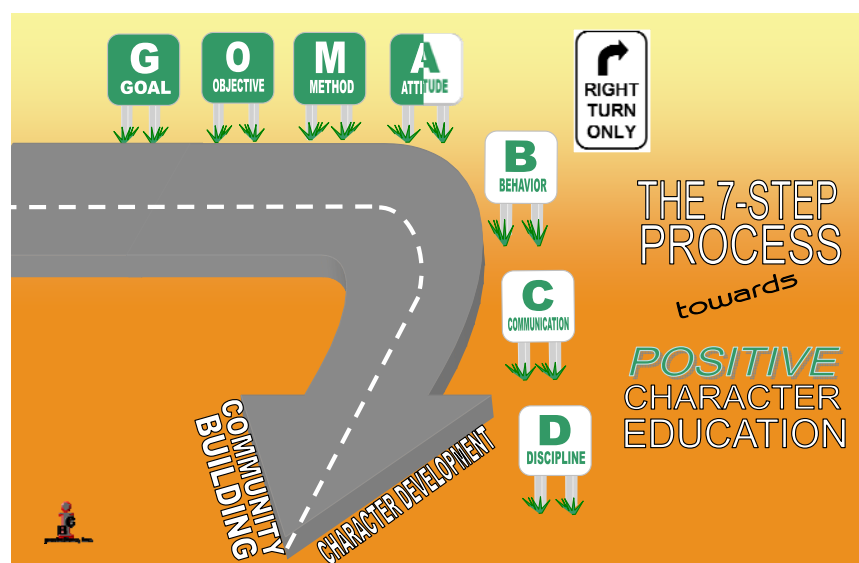 G
GOAL
O
OBJECTIVE
M
METHOD
A
ATTITUDE
RIGHT
TURN
ONLY
B
BEHAVIOR
THE 7-STEP
PROCESS
towards
C
COMMUNICATION
POSITIVE
CHARACTER
EDUCATION
D
DISCIPLINE
COMMUNITY
BUILDING
CHARACTER DEVELOPMENT